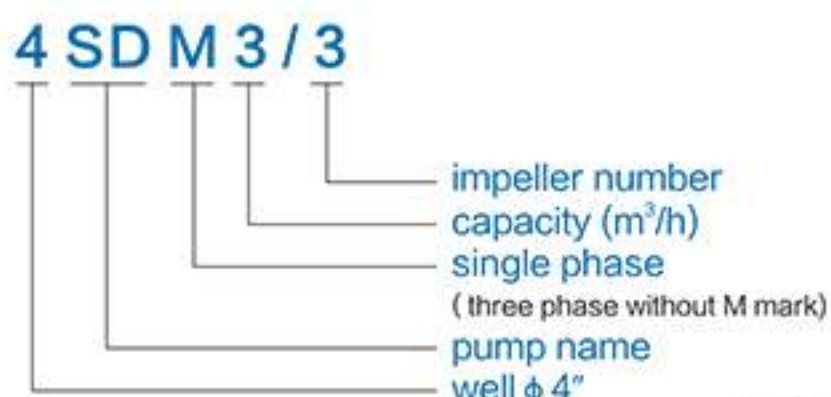 4 SD M 3 / 3
impeller number
capacity (m³/h)
single phase
( three phase without M mark)
pump name
well ϕ 4″